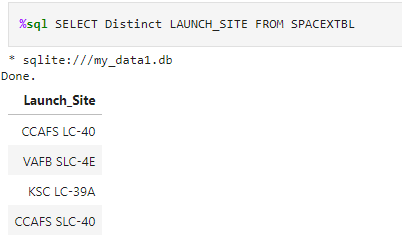 %sql SELECT Distinct LAUNCH_SITE FROM SPACEXTBL
* sqlite:///my_data1.db
Done.
Launch_Site
CCAFS LC-40
VAFB SLC-4E
KSC LC-39A
CCAFS SLC-40